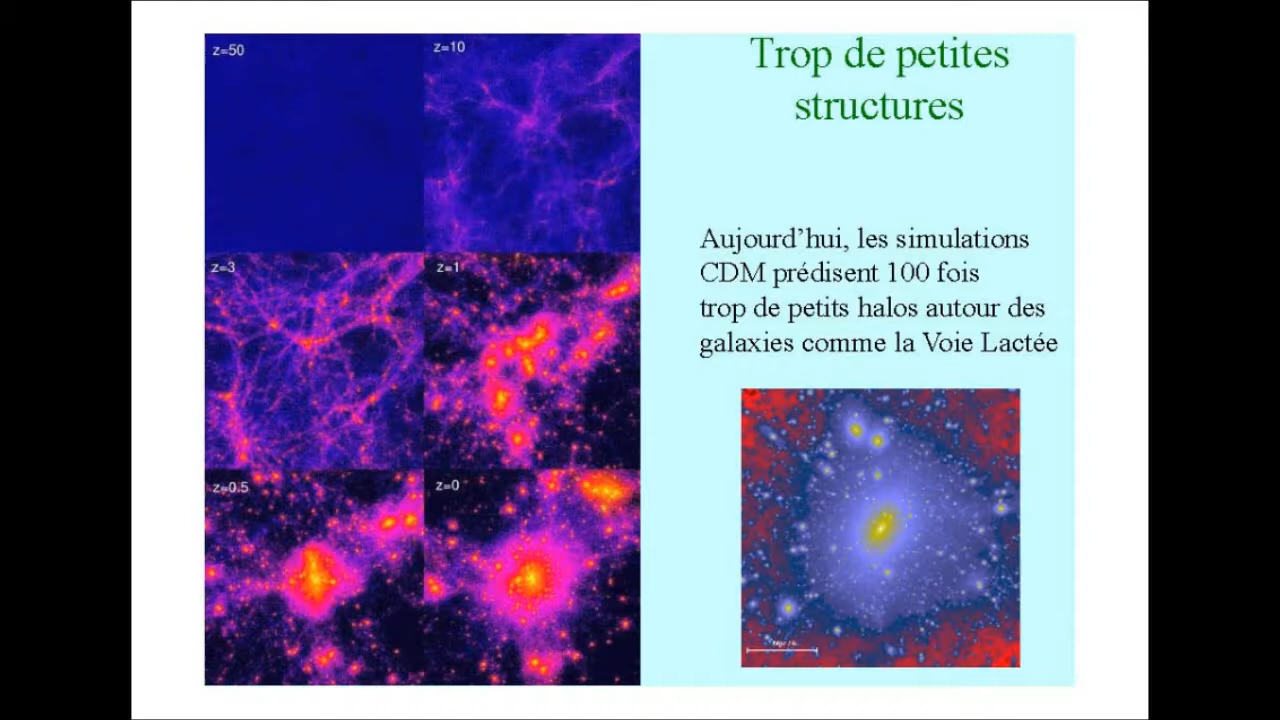 z=50
z=10
z=3
z=1
z=0.5
z=0
Trop de petites
structures
Aujourd’hui, les simulations
CDM prédisent 100 fois
trop de petits halos autour des
galaxies comme la Voie Lactée